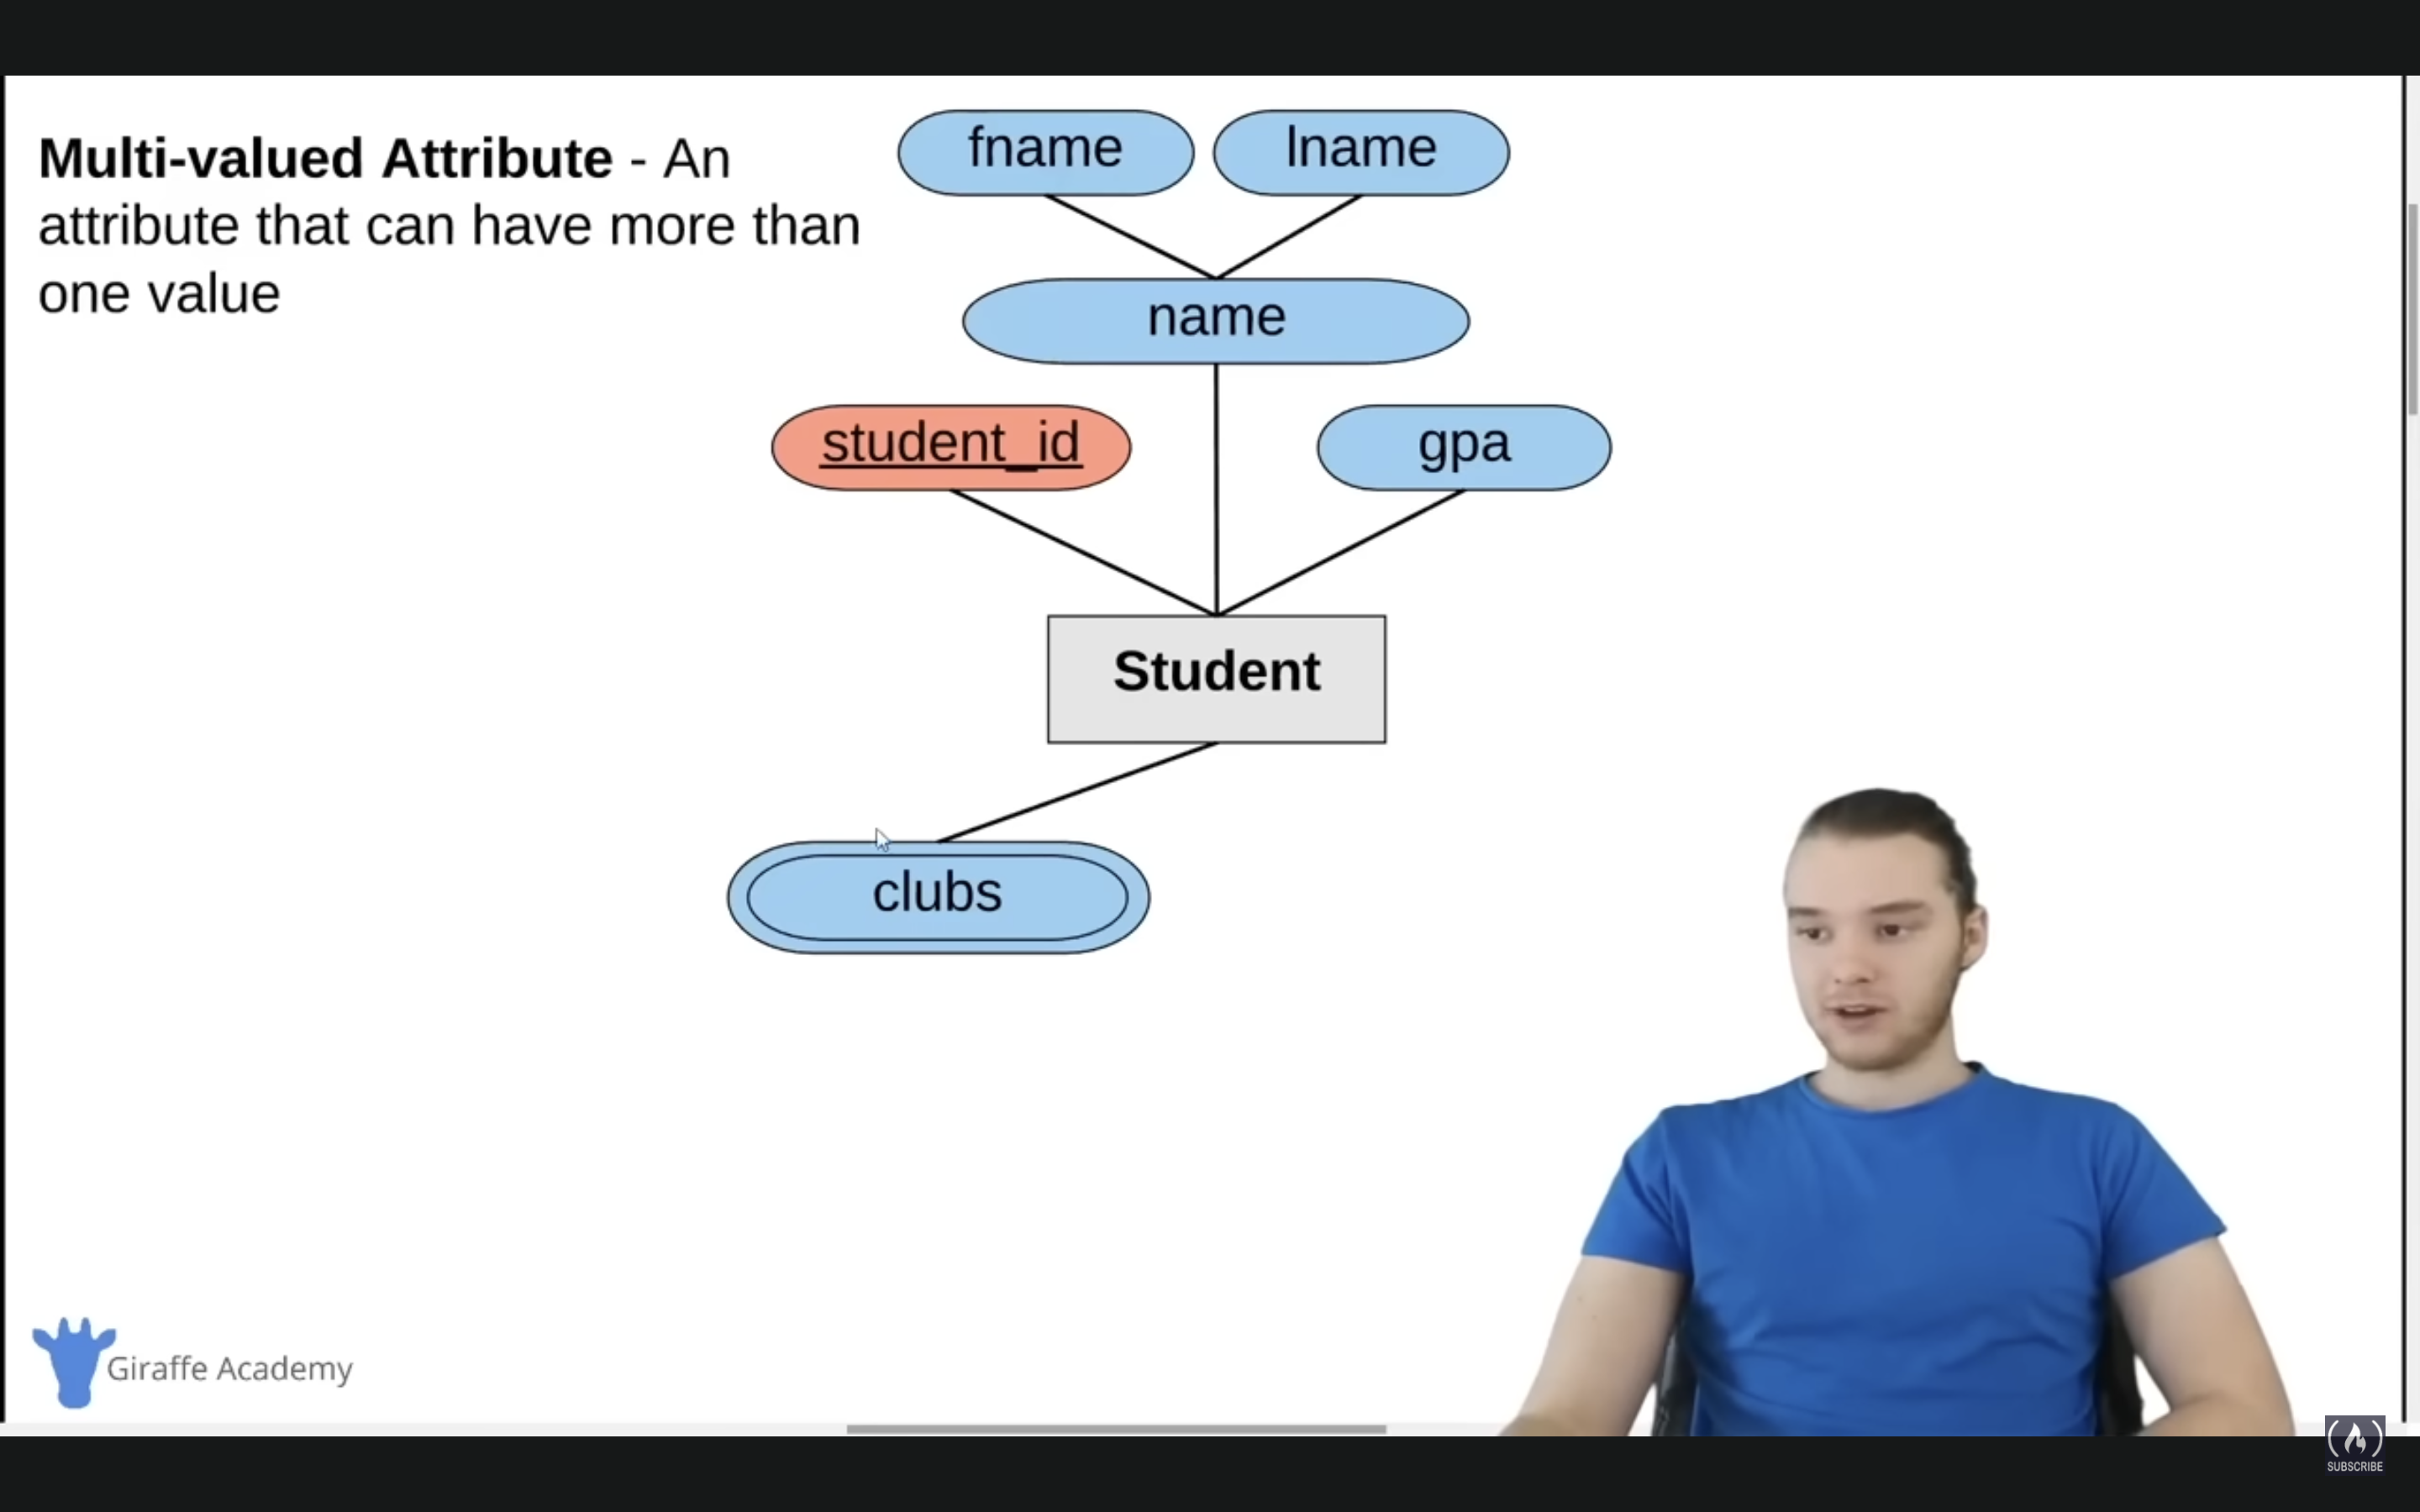 Multi-valued Attribute - An
attribute that can have more than
one value
fname
lname
name
student_id
gpa
Student
clubs
Giraffe Academy
SUBSCRIBE